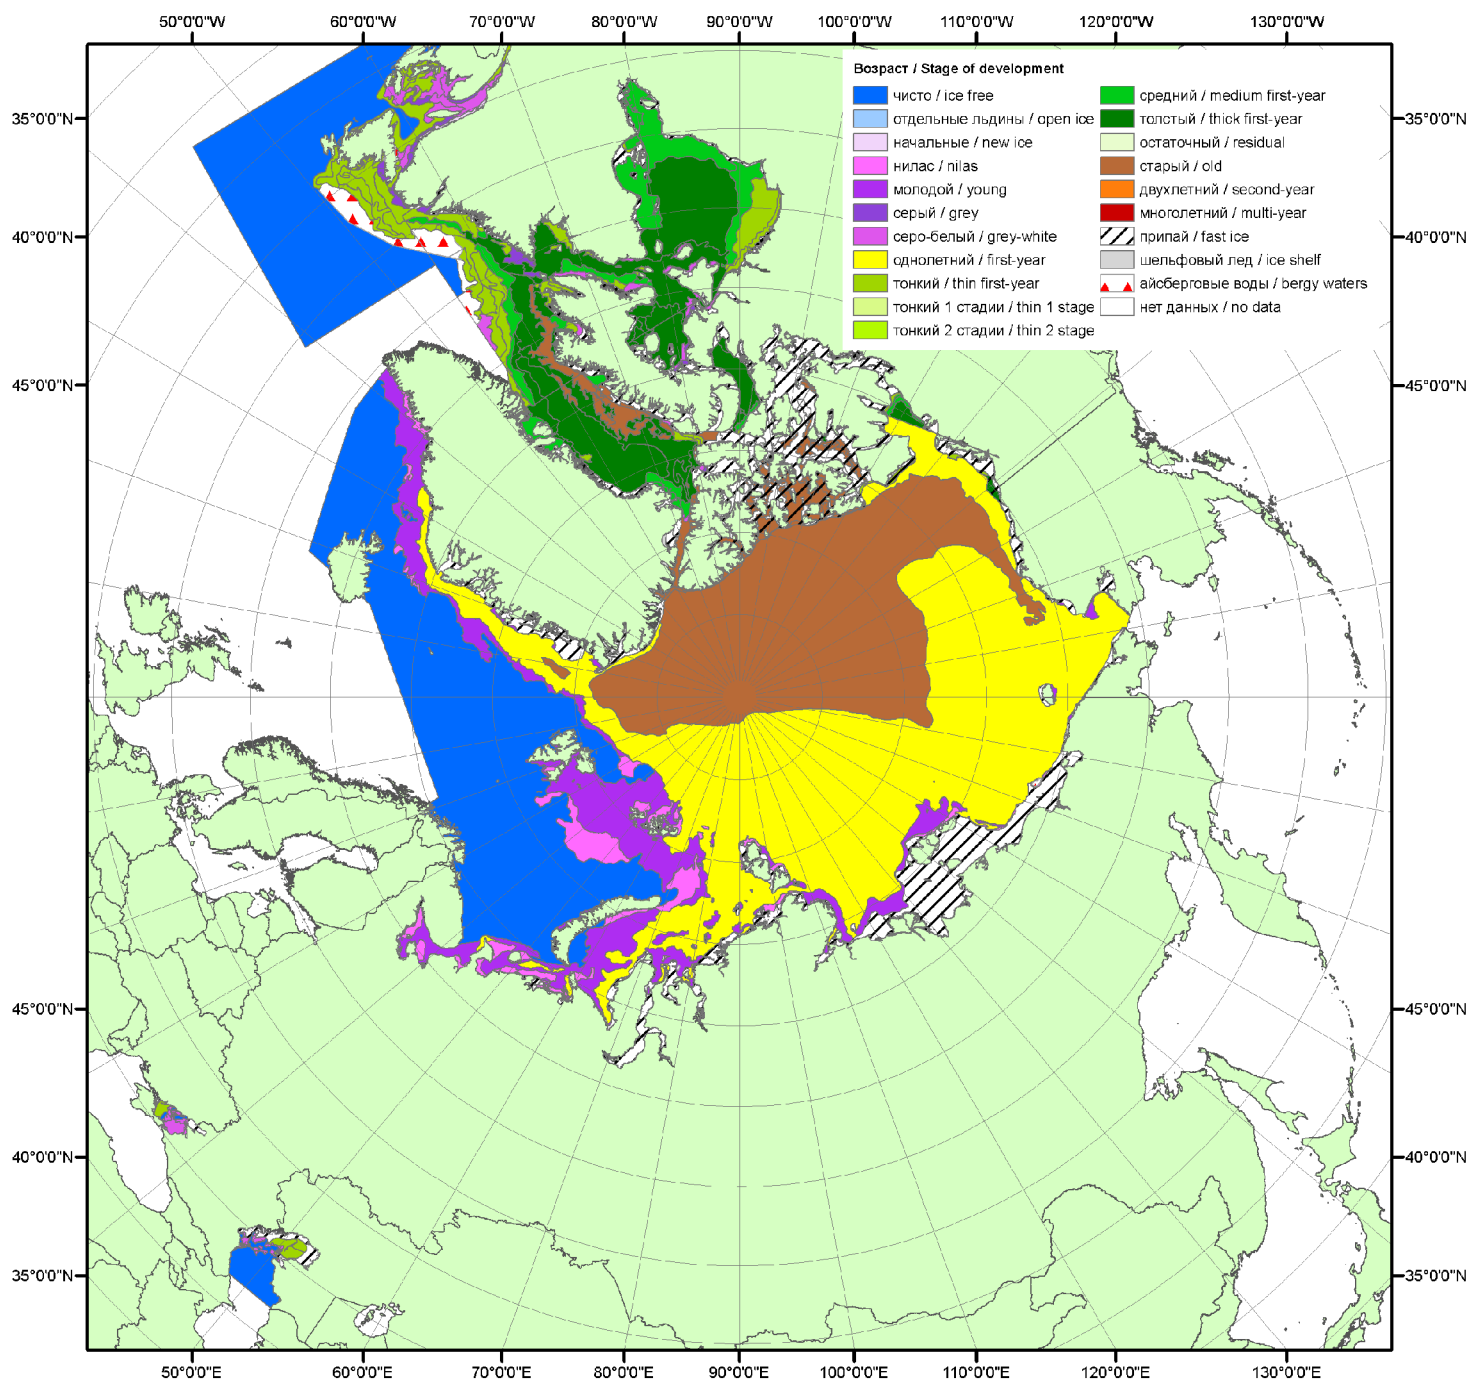 50°0'0"W 60°0'0"W 70°0'0"W 80°0'0"W 90°0'0"W 100°0'0"W 110°0'0"W 120°0'0"W 130°0'0"W
Возраст / Stage of development
чисто / ice free
отдельные льдины / open ice
начальные / new ice
нилас / nilas
молодой / young
серый / grey
серо-белый / grey-white
однолетний / first-year
тонкий / thin first-year
тонкий 1 стадии / thin 1 stage
тонкий 2 стадии / thin 2 stage
средний / medium first-year
толстый / thick first-year
остаточный / residual
старый / old
двухлетний / second-year
многолетний / multi-year
припай / fast ice
шельфовый лед / ice shelf
айсберговые воды / bergy waters
нет данных / no data
35°0'0"N 35°0'0"N
40°0'0"N 40°0'0"N
45°0'0"N 45°0'0"N
45°0'0"N 45°0'0"N
40°0'0"N 40°0'0"N
35°0'0"N 35°0'0"N
50°0'0"E 60°0'0"E 70°0'0"E 80°0'0"E 90°0'0"E 100°0'0"E 110°0'0"E 120°0'0"E 130°0'0"E